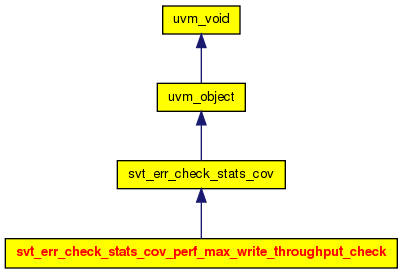 uvm_void
uvm_object
svt_err_check_stats_cov
svt_err_check_stats_cov_perf_max_write_throughput_check